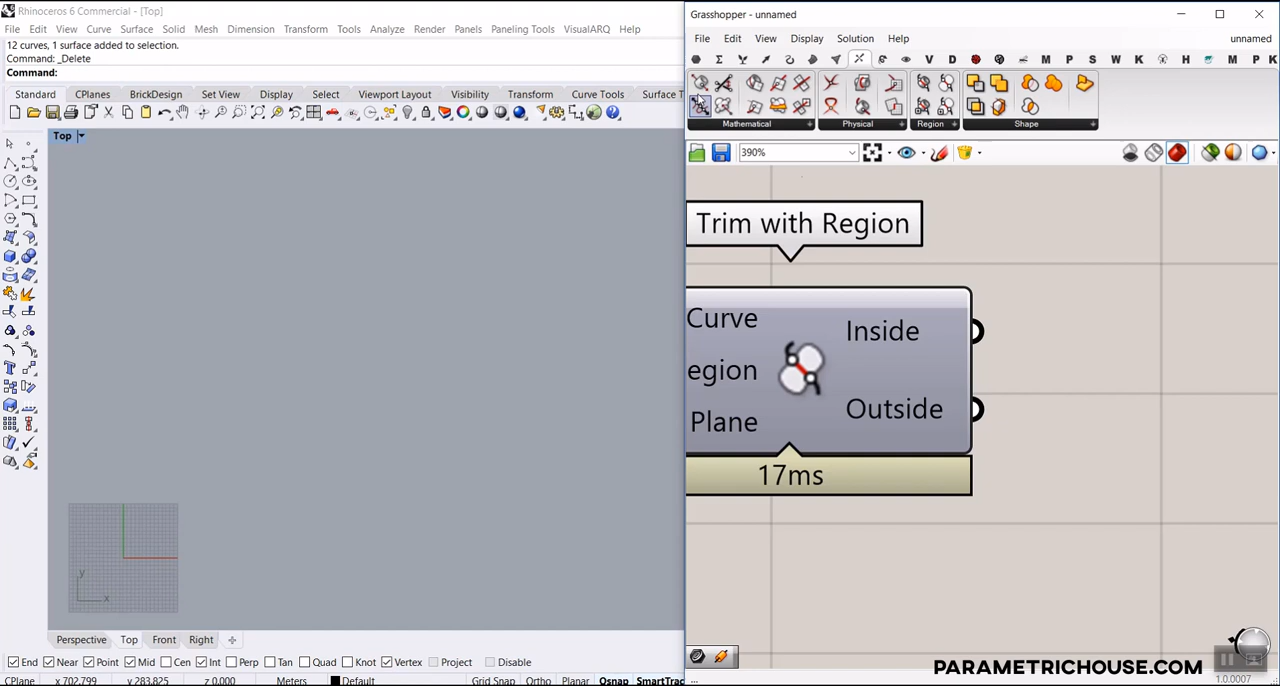 Rhinoceros 6 Commercial - [Top]
File Edit View Curve Surface Solid Mesh Dimension Transform Tools Analyze Render Panels Paneling Tools VisualARQ Help
12 curves, 1 surface added to selection.
Command: _Delete
Command:
Standard CPlanes BrickDesign Set View Display Select Viewport Layout Visibility Transform Curve Tools Surface T
Top
y
x
Perspective Top Front Right
End Near Point Mid Cen Int Perp Tan Quad Knot Vertex Project Disable
CPlane x 702.799 y 283.825 z 0.000 Meters Default Grid Snap Ortho Planar Osnap SmartTrac
Grasshopper - unnamed
File Edit View Display Solution Help unnamed
V D M P S W K H M P K
Mathematical Physical Region Shape
390%
Trim with Region
Curve
egion
Plane
Inside
Outside
17ms
PARAMETRICHOUSE.COM
1.0.0007